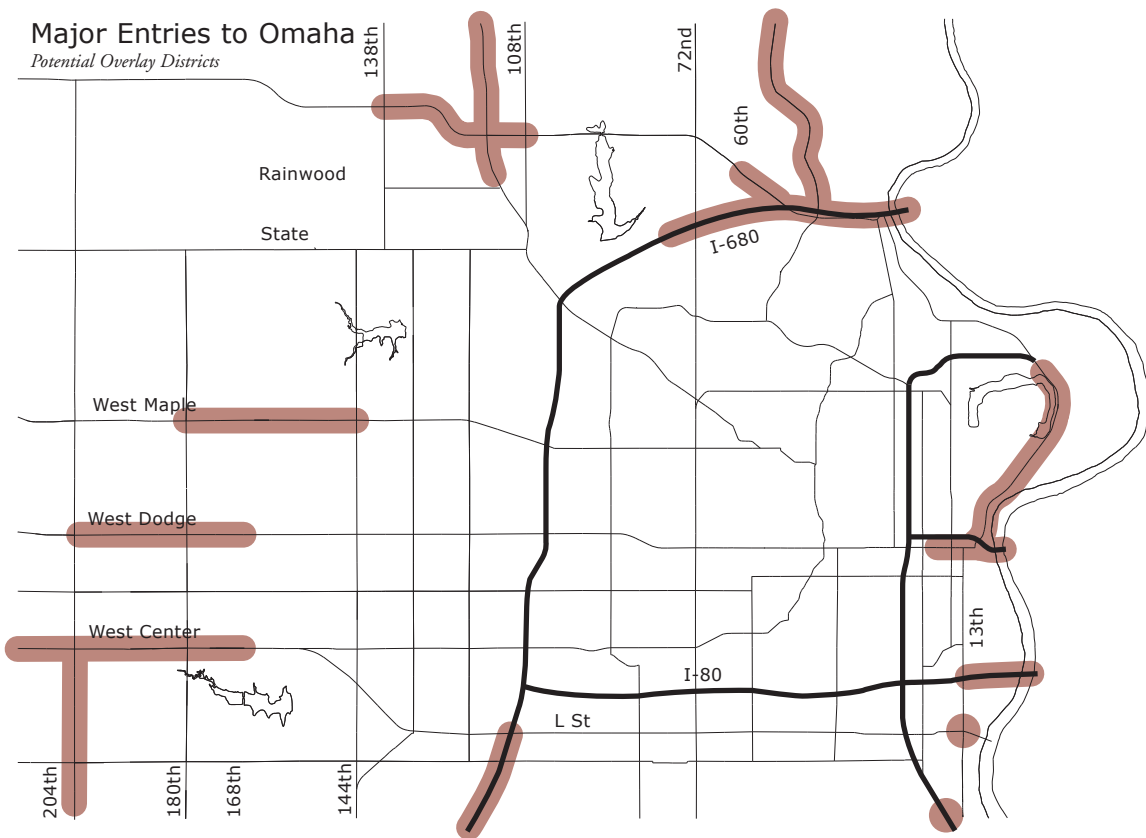 Major Entries to Omaha
Potential Overlay Districts
138th
108th
72nd
60th
Rainwood
State
I-680
West Maple
West Dodge
West Center
13th
I-80
L St
204th
180th
168th
144th